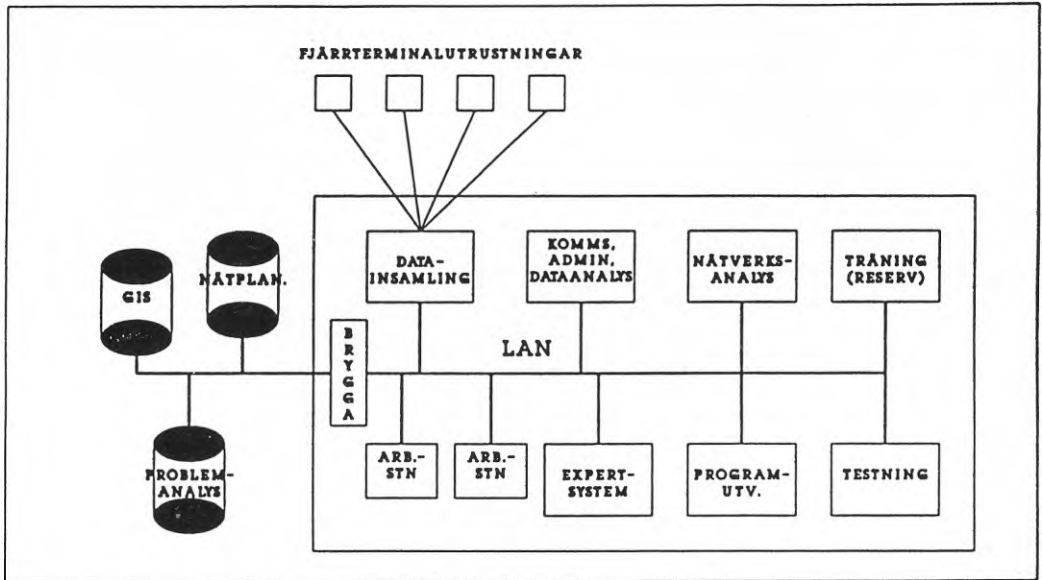 FJÄRRTERMINALUTRUSTNINGAR
DATA-
INSAMLING
KOMMS,
ADMIN,
DATAANALYS
NÄTVERKS-
ANALYS
TRÄNING
(RESERV)
GIS
NÄTPLAN.
BRYGGA
LAN
PROBLEM-
ANALYS
ARB.-
STN
ARB.-
STN
EXPERT-
SYSTEM
PROGRAM-
UTV.
TESTNING